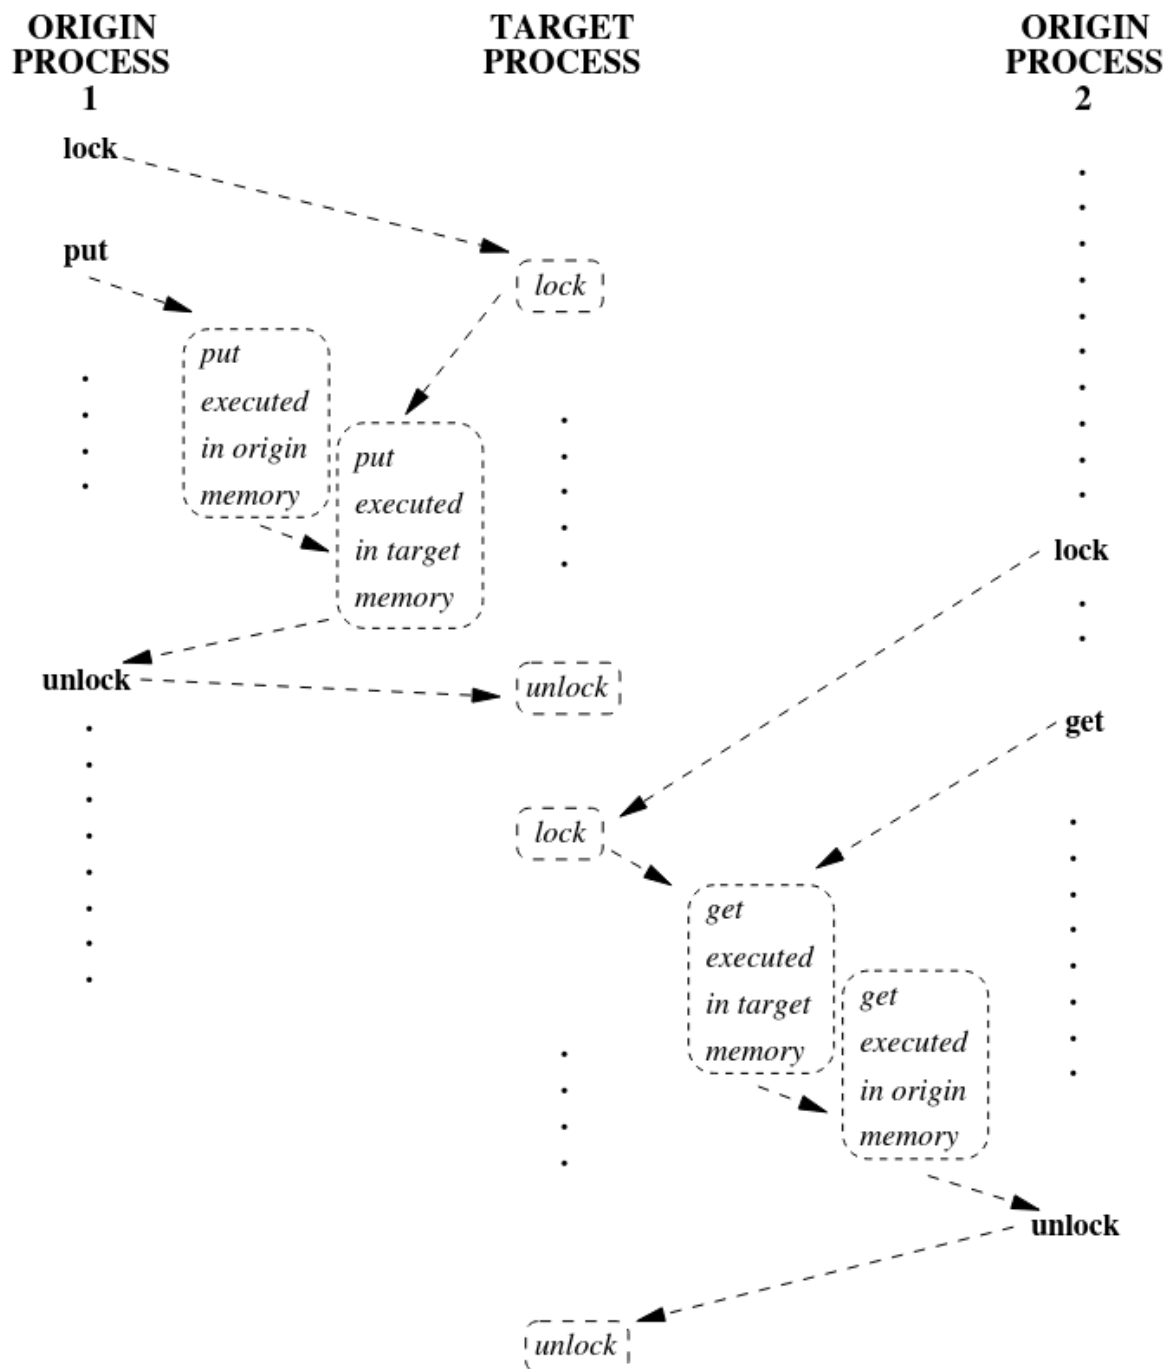 ORIGIN
PROCESS
1
TARGET
PROCESS
ORIGIN
PROCESS
2
lock
put
lock
put
executed
in origin
memory
put
executed
in target
memory
lock
unlock
unlock
get
lock
get
executed
in target
memory
get
executed
in origin
memory
unlock
unlock